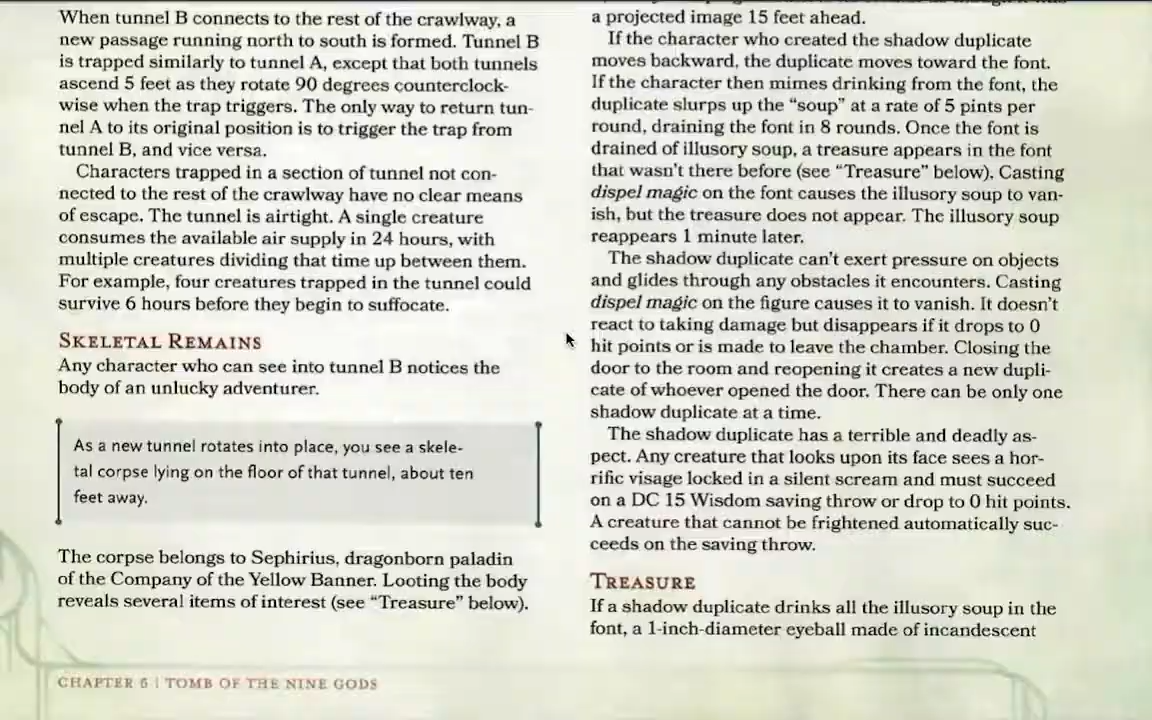 When tunnel B connects to the rest of the crawlway, a
new passage running north to south is formed. Tunnel B
is trapped similarly to tunnel A, except that both tunnels
ascend 5 feet as they rotate 90 degrees counterclock-
wise when the trap triggers. The only way to return tun-
nel A to its original position is to trigger the trap from
tunnel B, and vice versa.
Characters trapped in a section of tunnel not con-
nected to the rest of the crawlway have no clear means
of escape. The tunnel is airtight. A single creature
consumes the available air supply in 24 hours, with
multiple creatures dividing that time up between them.
For example, four creatures trapped in the tunnel could
survive 6 hours before they begin to suffocate.
SKELETAL REMAINS
Any character who can see into tunnel B notices the
body of an unlucky adventurer.
As a new tunnel rotates into place, you see a skele-
tal corpse lying on the floor of that tunnel, about ten
feet away.
The corpse belongs to Sephirius, dragonborn paladin
of the Company of the Yellow Banner. Looting the body
reveals several items of interest (see “Treasure” below).
a projected image 15 feet ahead.
If the character who created the shadow duplicate
moves backward, the duplicate moves toward the font.
If the character then mimes drinking from the font, the
duplicate slurps up the “soup” at a rate of 5 pints per
round, draining the font in 8 rounds. Once the font is
drained of illusory soup, a treasure appears in the font
that wasn’t there before (see “Treasure” below). Casting
dispel magic on the font causes the illusory soup to van-
ish, but the treasure does not appear. The illusory soup
reappears 1 minute later.
The shadow duplicate can’t exert pressure on objects
and glides through any obstacles it encounters. Casting
dispel magic on the figure causes it to vanish. It doesn’t
react to taking damage but disappears if it drops to 0
hit points or is made to leave the chamber. Closing the
door to the room and reopening it creates a new dupli-
cate of whoever opened the door. There can be only one
shadow duplicate at a time.
The shadow duplicate has a terrible and deadly as-
pect. Any creature that looks upon its face sees a hor-
rific visage locked in a silent scream and must succeed
on a DC 15 Wisdom saving throw or drop to 0 hit points.
A creature that cannot be frightened automatically suc-
ceeds on the saving throw.
TREASURE
If a shadow duplicate drinks all the illusory soup in the
font, a 1-inch-diameter eyeball made of incandescent
CHAPTER 5 | TOMB OF THE NINE GODS